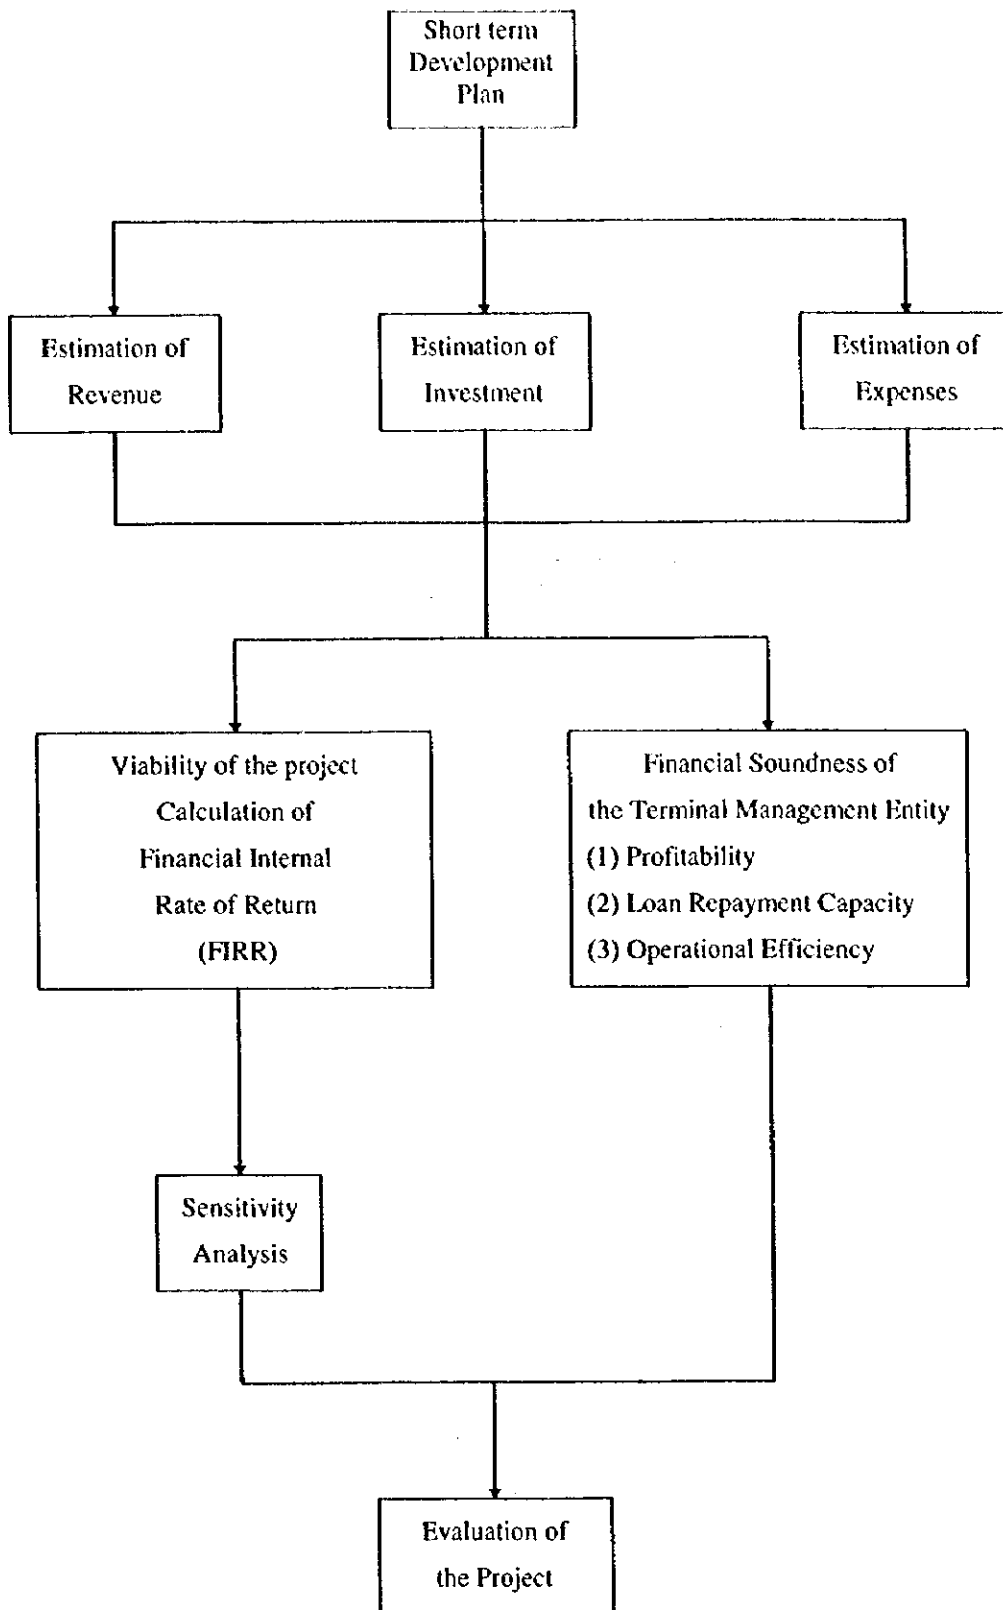 Short term
Development
Plan
Estimation of
Revenue
Estimation of
Investment
Estimation of
Expenses
Viability of the project
Calculation of
Financial Internal
Rate of Return
(FIRR)
Financial Soundness of
the Terminal Management Entity
(1) Profitability
(2) Loan Repayment Capacity
(3) Operational Efficiency
Sensitivity
Analysis
Evaluation of
the Project